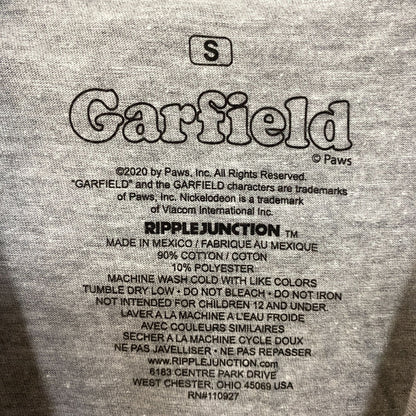 S
Garfield
© Paws
©2020 by Paws, Inc. All Rights Reserved.
"GARFIELD" and the GARFIELD characters are trademarks
of Paws, Inc. Nickelodeon is a trademark
of Viacom International Inc.
RIPPLE JUNCTION TM
MADE IN MEXICO / FABRIQUÉ AU MEXIQUE
90% COTTON / COTON
10% POLYESTER
MACHINE WASH COLD WITH LIKE COLORS
TUMBLE DRY LOW • DO NOT BLEACH • DO NOT IRON
NOT INTENDED FOR CHILDREN 12 AND UNDER
LAVER A LA MACHINE A L'EAU FROIDE
AVEC COULEURS SIMILAIRES
SECHER A LA MACHINE CYCLE DOUX
NE PAS JAVELLISER • NE PAS REPASSER
WWW.RIPPLEJUNCTION.COM
6183 CENTRE PARK DRIVE
WEST CHESTER, OHIO 45069 USA
RN#110927